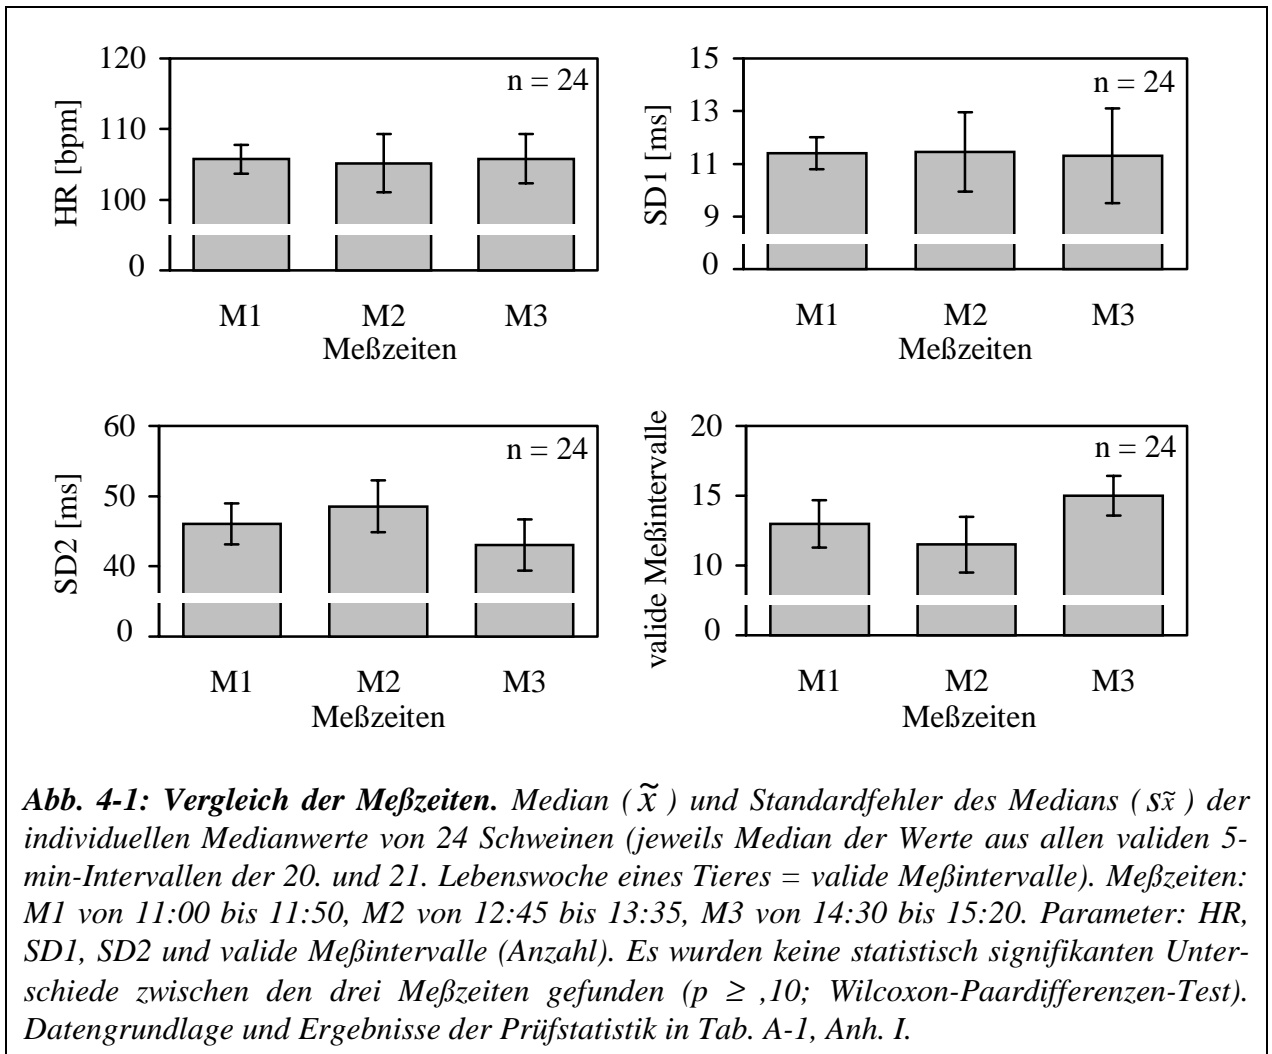 120
110
100
0
HR [bpm]
n = 24
M1 M2 M3
Meßzeiten
15
13
11
9
0
SD1 [ms]
n = 24
M1 M2 M3
Meßzeiten
60
50
40
0
SD2 [ms]
n = 24
M1 M2 M3
Meßzeiten
20
15
10
0
valide Meßintervalle
n = 24
M1 M2 M3
Meßzeiten
Abb. 4-1: Vergleich der Meßzeiten. Median ( x̃ ) und Standardfehler des Medians ( sx̃ ) der
individuellen Medianwerte von 24 Schweinen (jeweils Median der Werte aus allen validen 5-
min-Intervallen der 20. und 21. Lebenswoche eines Tieres = valide Meßintervalle). Meßzeiten:
M1 von 11:00 bis 11:50, M2 von 12:45 bis 13:35, M3 von 14:30 bis 15:20. Parameter: HR,
SD1, SD2 und valide Meßintervalle (Anzahl). Es wurden keine statistisch signifikanten Unter-
schiede zwischen den drei Meßzeiten gefunden (p ≥ ,10; Wilcoxon-Paardifferenzen-Test).
Datengrundlage und Ergebnisse der Prüfstatistik in Tab. A-1, Anh. I.